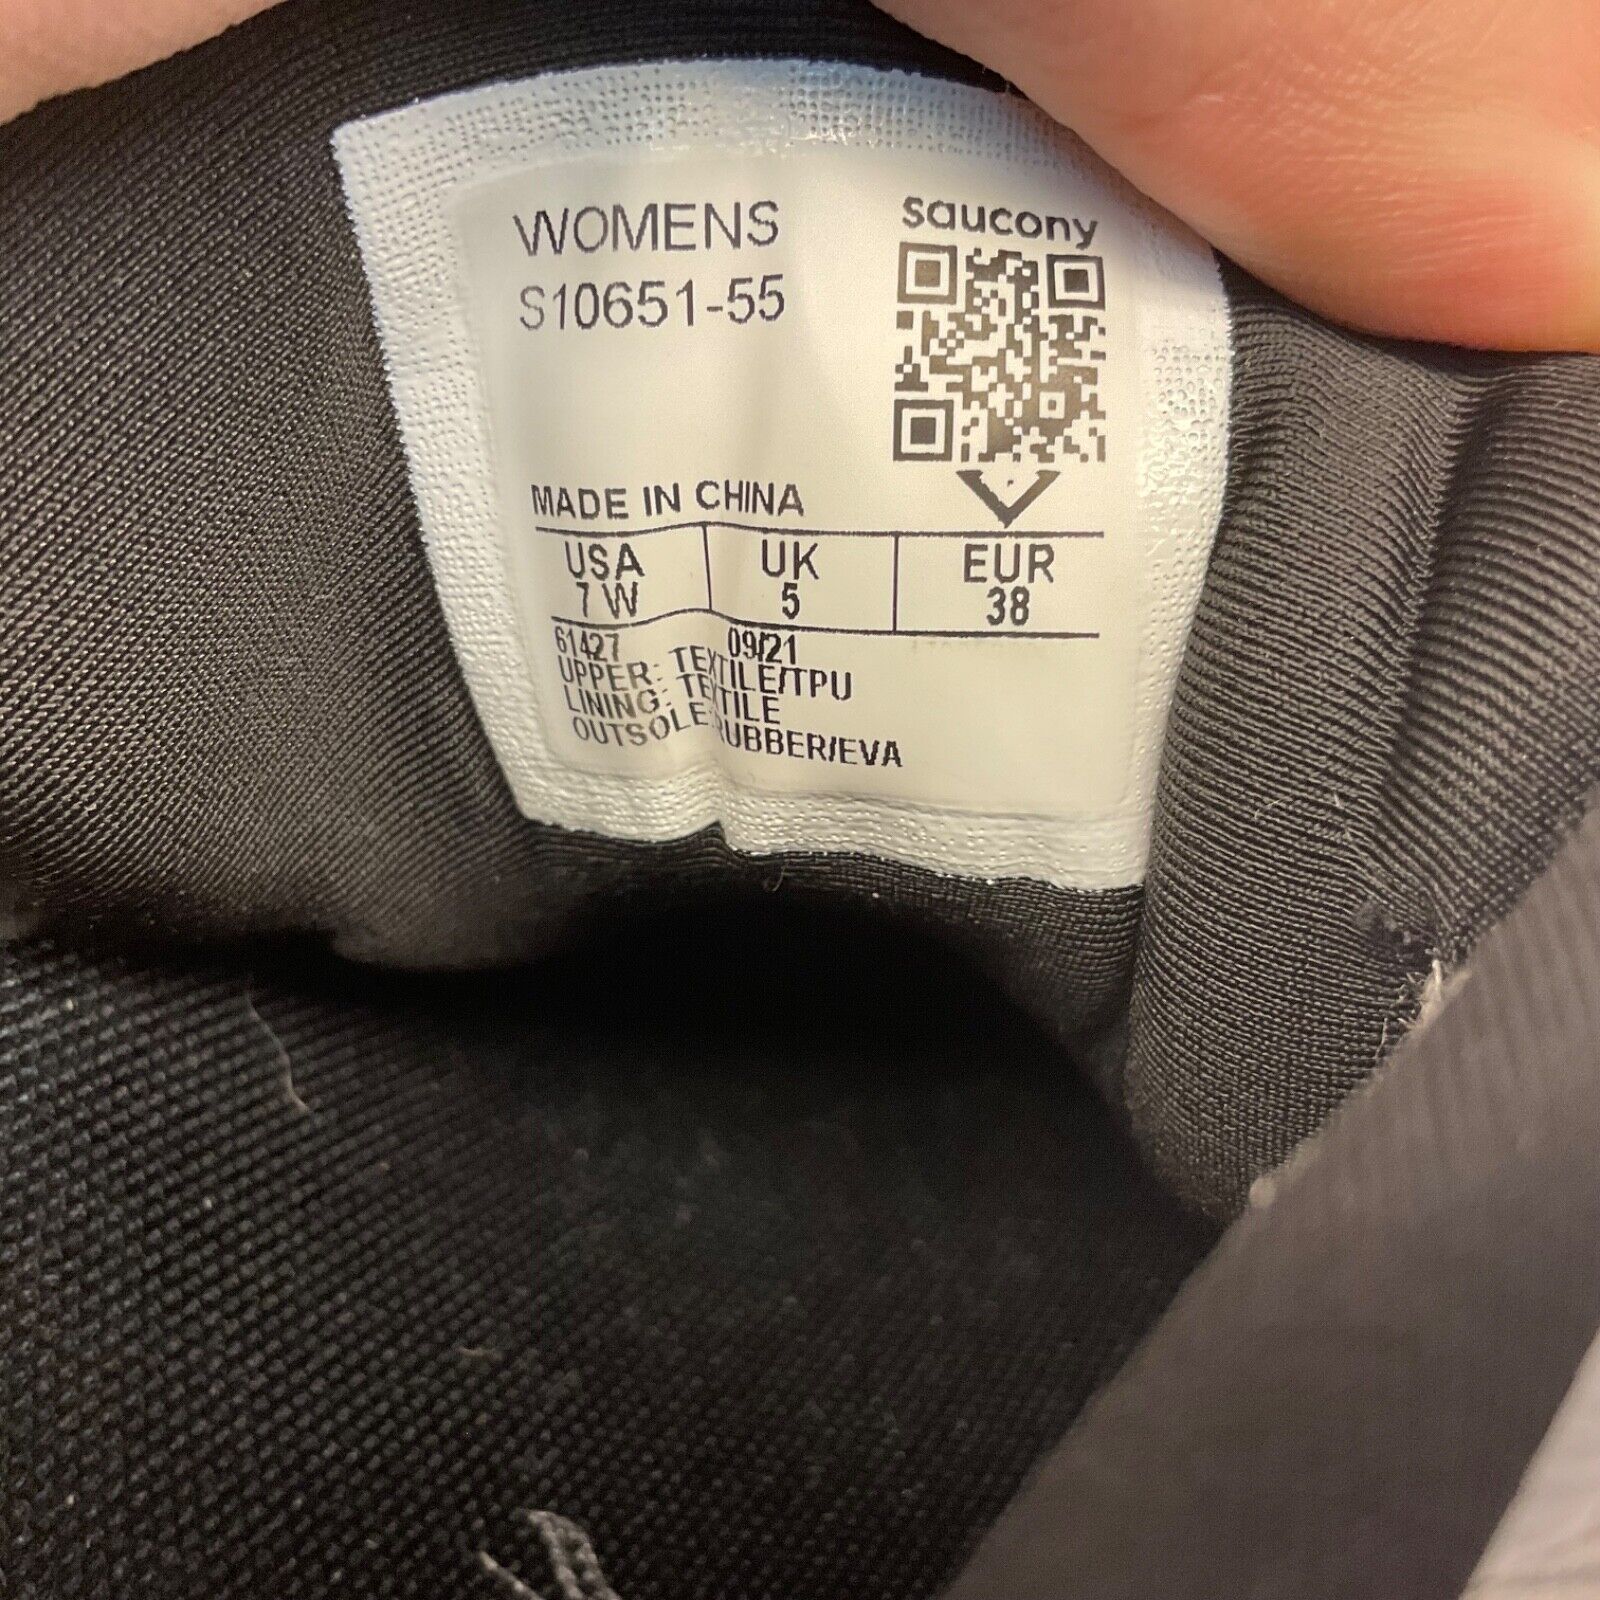 WOMENS
S10651-55
saucony
MADE IN CHINA
USA UK EUR
7 W 5 38
61427 09/21
UPPER: TEXTILE/TPU
LINING: TEXTILE
OUTSOLE: RUBBER/EVA